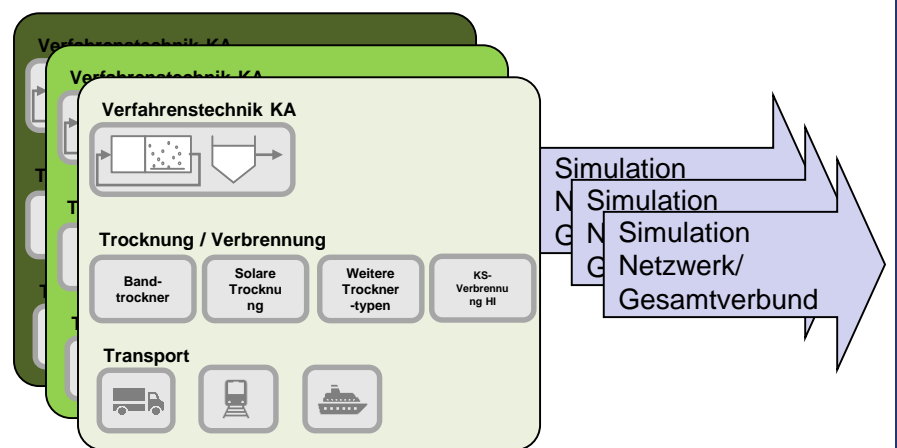 Verfahrenstechnik KA
Verfahrenstechnik KA
Verfahrenstechnik KA
Simulation
N
G
Simulation
N
G
Simulation
Netzwerk/
Gesamtverbund
T
T
Trocknung / Verbrennung
Band-
trockner
Solare
Trocknu
ng
Weitere
Trockner
-typen
KS-
Verbrennu
ng HI
T
T
Transport